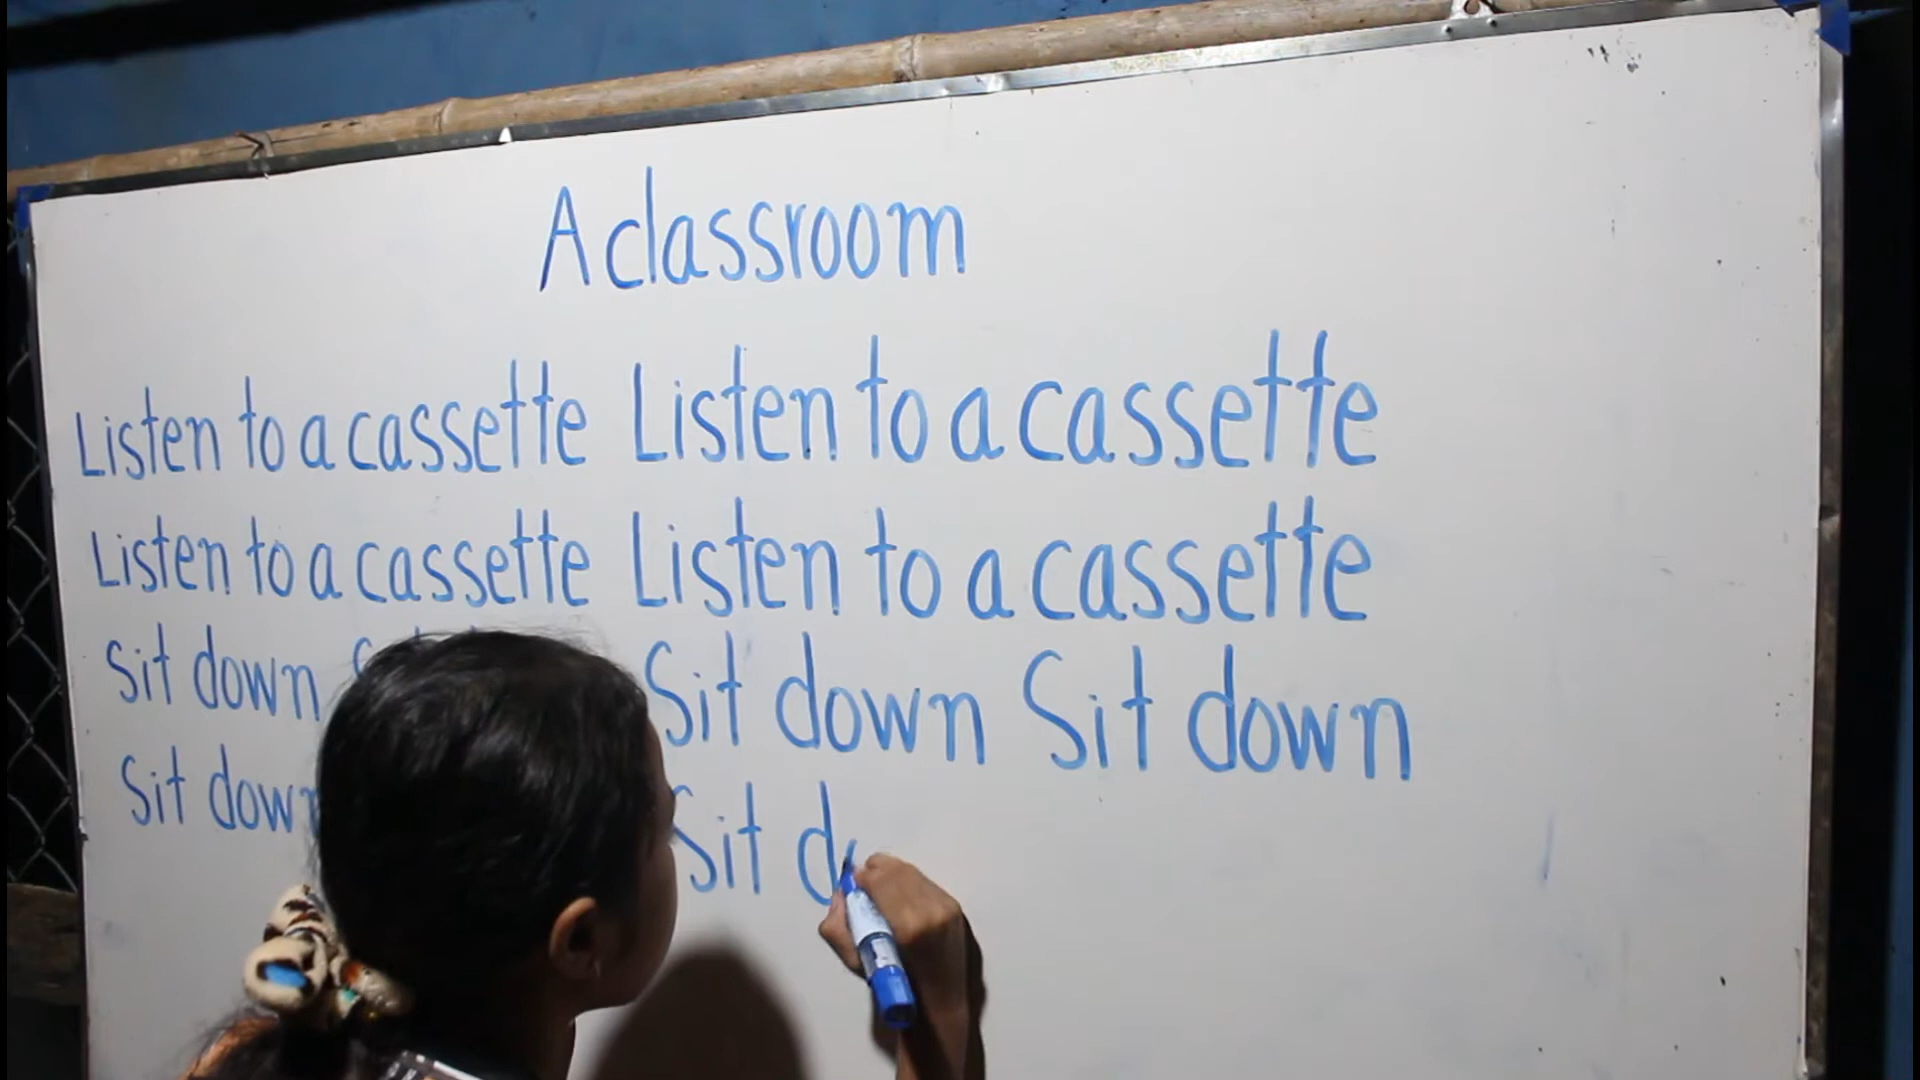 A classroom
Listen to a cassette Listen to a cassette
Listen to a cassette Listen to a cassette
Sit down Sit down Sit down
Sit down Sit d